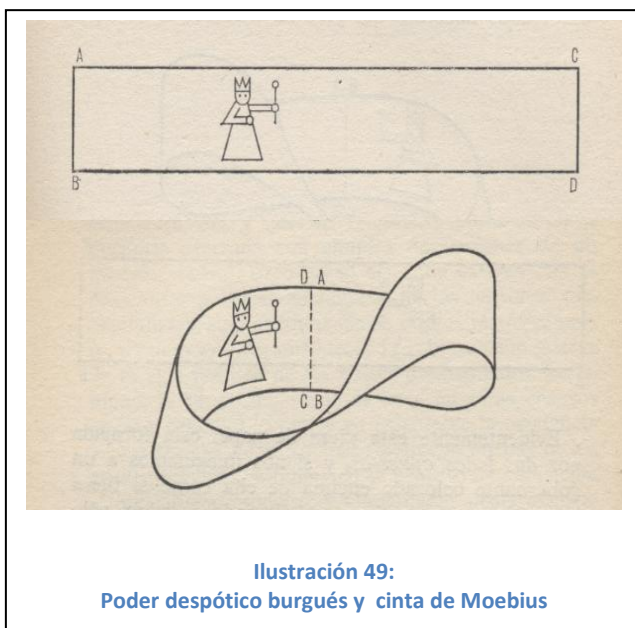 A C
B D
D A
C B
Ilustración 49:
Poder despótico burgués y cinta de Moebius